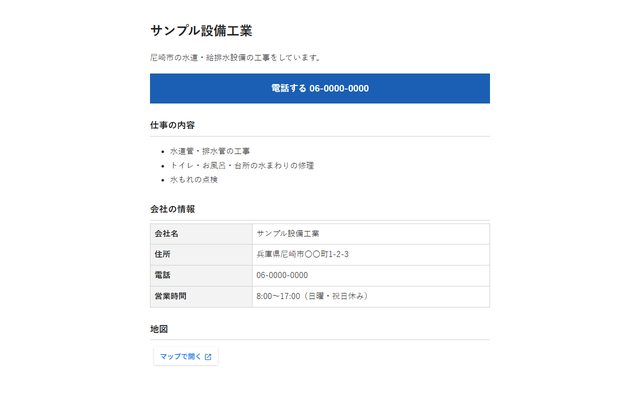 サンプル設備工業
尼崎市の水道・給排水設備の工事をしています。
電話する 06-0000-0000
仕事の内容
水道管・排水管の工事
トイレ・お風呂・台所の水まわりの修理
水もれの点検
会社の情報
会社名 サンプル設備工業
住所 兵庫県尼崎市〇〇町1-2-3
電話 06-0000-0000
営業時間 8:00〜17:00（日曜・祝日休み）
地図
マップで開く